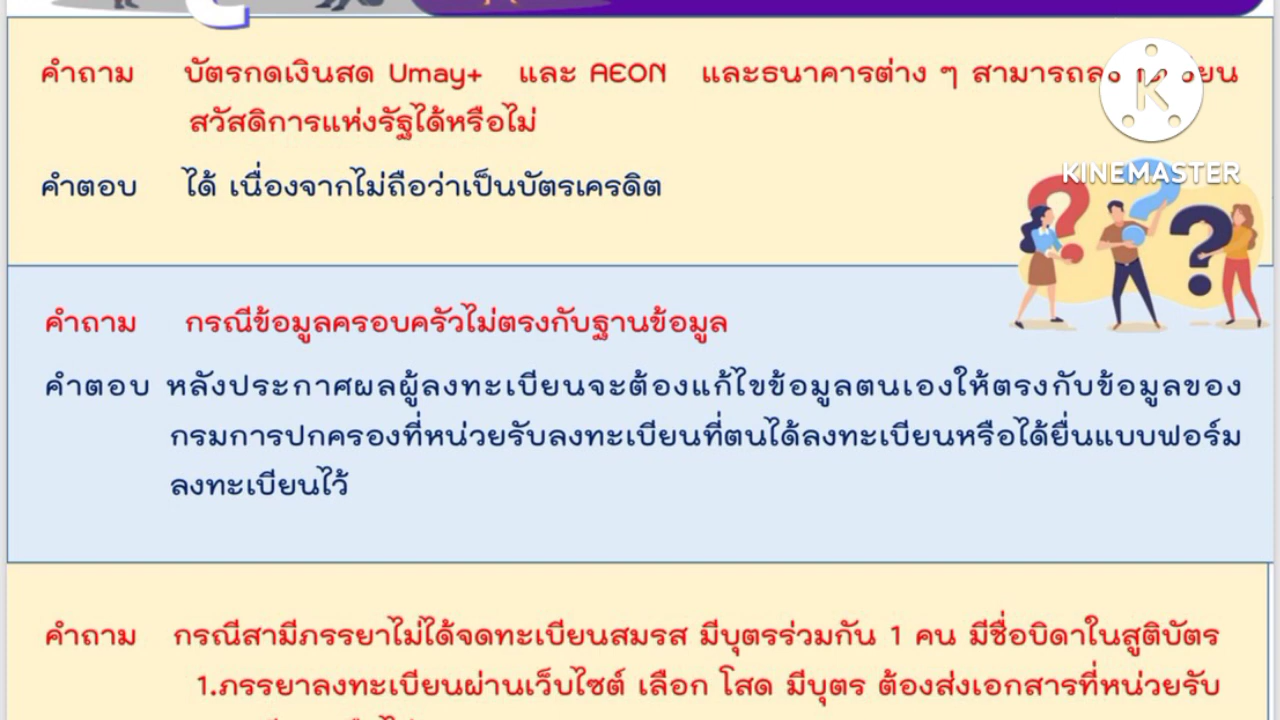 คำถาม บัตรกดเงินสด Umay+ และ AEON และธนาคารต่าง ๆ สามารถ
สวัสดิการแห่งรัฐได้หรือไม่
คำตอบ ได้ เนื่องจากไม่ถือว่าเป็นบัตรเครดิต
K
KINEMASTER
คำถาม กรณีข้อมูลครอบครัวไม่ตรงกับฐานข้อมูล
คำตอบ หลังประกาศผลผู้ลงทะเบียนจะต้องแก้ไขข้อมูลตนเองให้ตรงกับข้อมูลของ
กรมการปกครองที่หน่วยรับลงทะเบียนที่ตนได้ลงทะเบียนหรือได้ยื่นแบบฟอร์ม
ลงทะเบียนไว้
คำถาม กรณีสามีภรรยาไม่ได้จดทะเบียนสมรส มีบุตรร่วมกัน 1 คน มีชื่อบิดาในสูติบัตร
1.ภรรยาลงทะเบียนผ่านเว็บไซต์ เลือก โสด มีบุตร ต้องส่งเอกสารที่หน่วยรับ